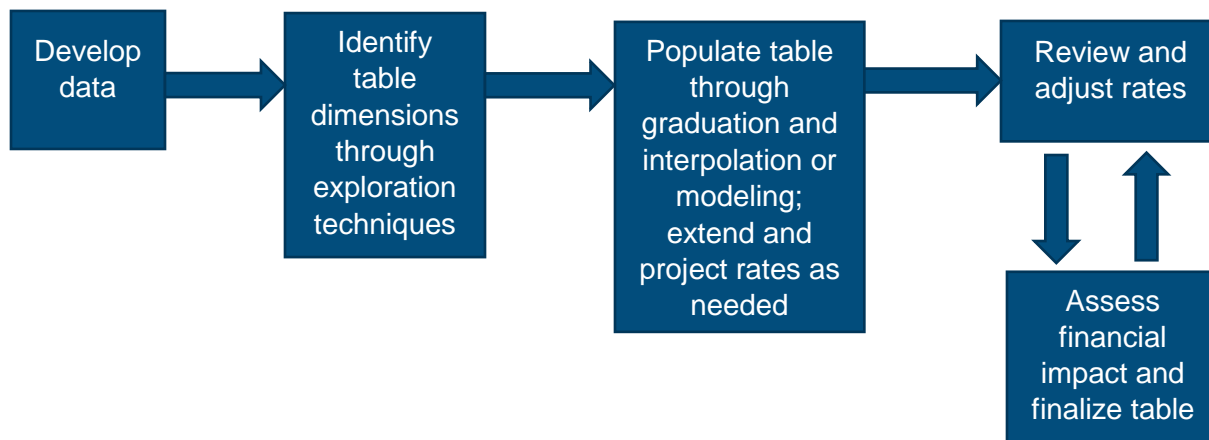 Develop
data
Identify
table
dimensions
through
exploration
techniques
Populate table
through
graduation and
interpolation or
modeling;
extend and
project rates as
needed
Review and
adjust rates
Assess
financial
impact and
finalize table